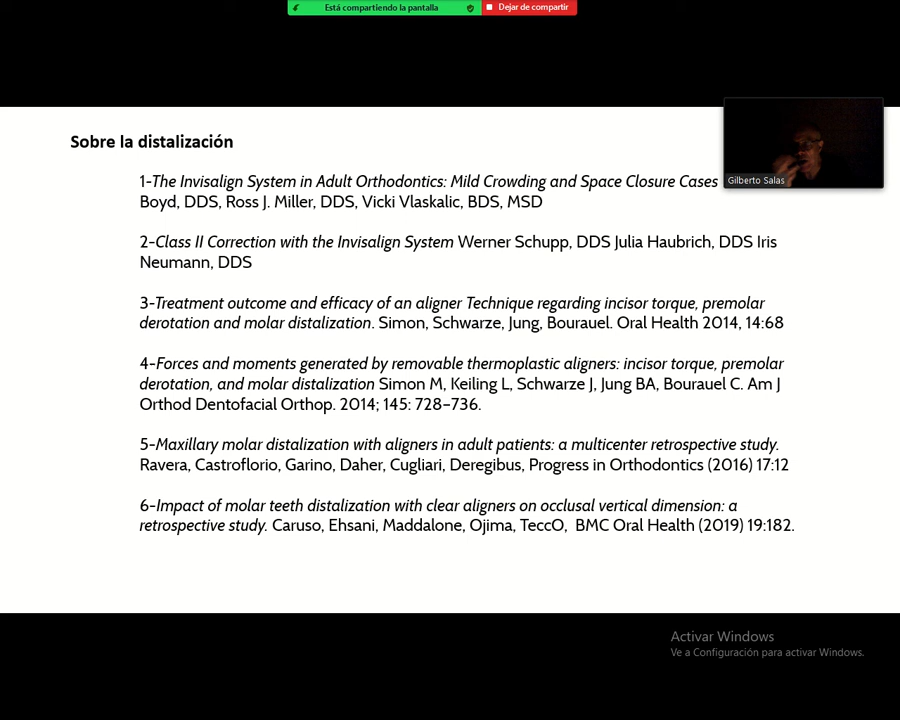 Está compartiendo la pantalla
Dejar de compartir
Sobre la distalización
Gilberto Salas
1-The Invisalign System in Adult Orthodontics: Mild Crowding and Space Closure Cases
Boyd, DDS, Ross J. Miller, DDS, Vicki Vlaskalic, BDS, MSD
2-Class II Correction with the Invisalign System Werner Schupp, DDS Julia Haubrich, DDS Iris
Neumann, DDS
3-Treatment outcome and efficacy of an aligner Technique regarding incisor torque, premolar
derotation and molar distalization. Simon, Schwarze, Jung, Bourauel. Oral Health 2014, 14:68
4-Forces and moments generated by removable thermoplastic aligners: incisor torque, premolar
derotation, and molar distalization Simon M, Keiling L, Schwarze J, Jung BA, Bourauel C. Am J
Orthod Dentofacial Orthop. 2014; 145: 728–736.
5-Maxillary molar distalization with aligners in adult patients: a multicenter retrospective study.
Ravera, Castroflorio, Garino, Daher, Cugliari, Deregibus, Progress in Orthodontics (2016) 17:12
6-Impact of molar teeth distalization with clear aligners on occlusal vertical dimension: a
retrospective study. Caruso, Ehsani, Maddalone, Ojima, TeccO, BMC Oral Health (2019) 19:182.
Activar Windows
Ve a Configuración para activar Windows.